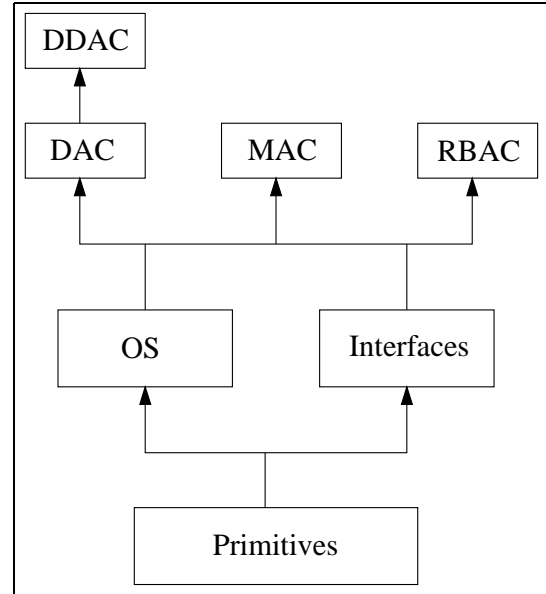 DDAC
DAC
MAC
RBAC
OS
Interfaces
Primitives